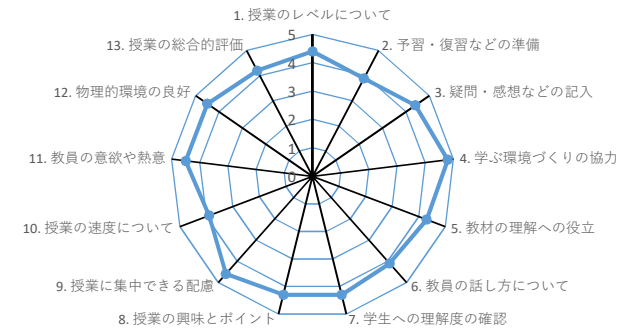 1. 授業のレベルについて
2. 予習・復習などの準備
3. 疑問・感想などの記入
4. 学ぶ環境づくりの協力
5. 教材の理解への役立
6. 教員の話し方について
7. 学生への理解度の確認
8. 授業の興味とポイント
9. 授業に集中できる配慮
10. 授業の速度について
11. 教員の意欲や熱意
12. 物理的環境の良好
13. 授業の総合的評価
5
4
3
2
1
0